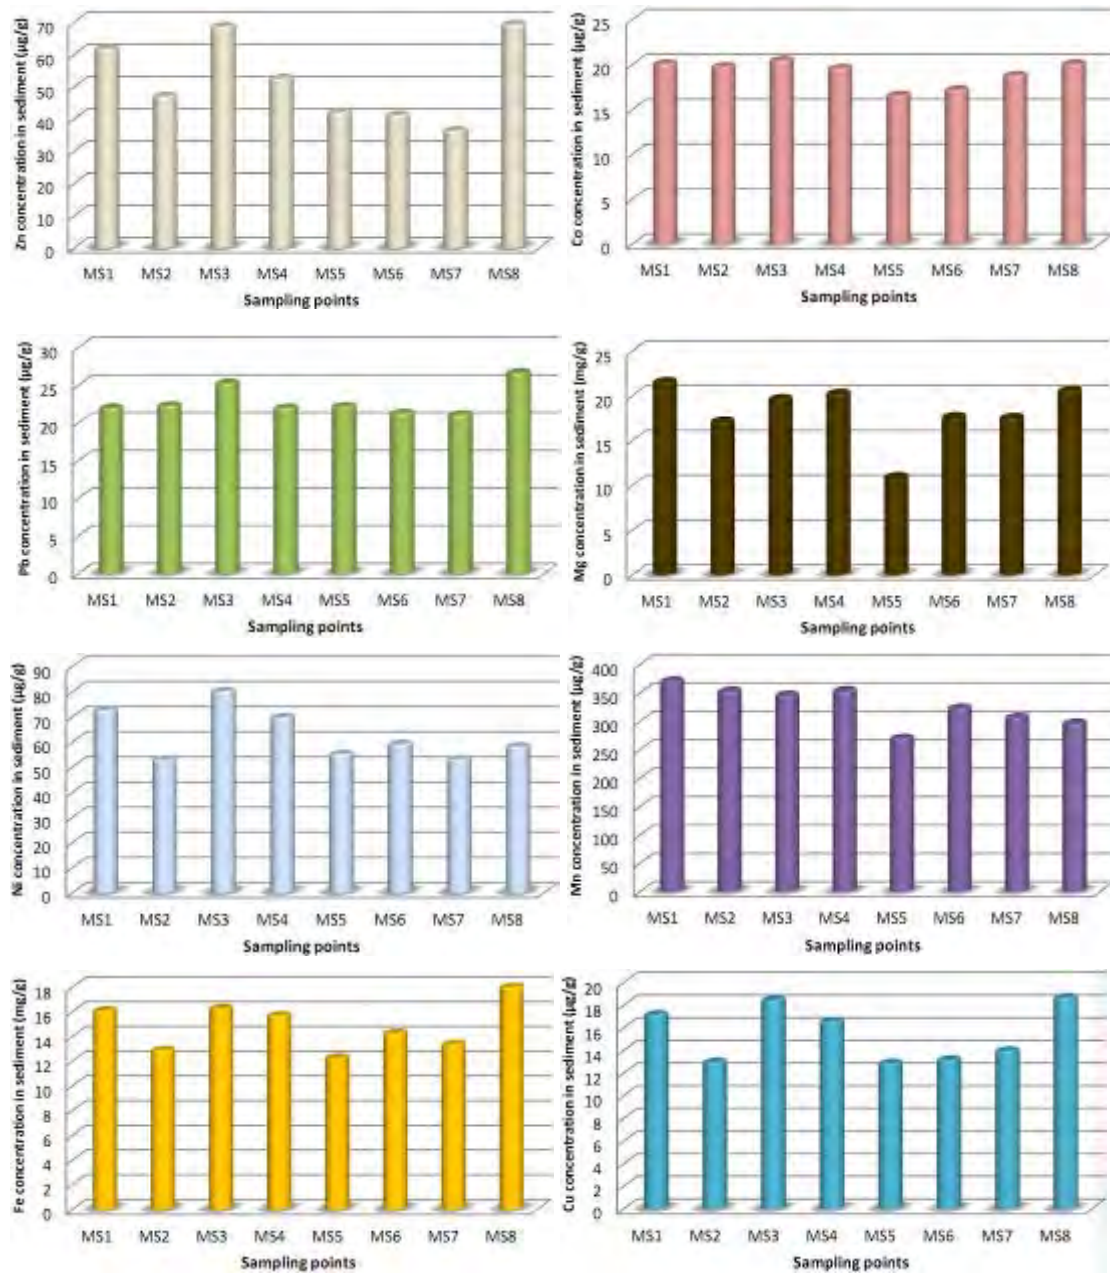 Zn concentration in sediment (µg/g)
70
60
50
40
30
20
10
0
MS1 MS2 MS3 MS4 MS5 MS6 MS7 MS8
Sampling points
Co concentration in sediment (µg/g)
25
20
15
10
5
0
MS1 MS2 MS3 MS4 MS5 MS6 MS7 MS8
Sampling points
Pb concentration in sediment (µg/g)
30
25
20
15
10
5
0
MS1 MS2 MS3 MS4 MS5 MS6 MS7 MS8
Sampling points
Mg concentration in sediment (mg/g)
25
20
15
10
5
0
MS1 MS2 MS3 MS4 MS5 MS6 MS7 MS8
Sampling points
Ni concentration in sediment (µg/g)
90
80
70
60
50
40
30
20
10
0
MS1 MS2 MS3 MS4 MS5 MS6 MS7 MS8
Sampling points
Mn concentration in sediment (µg/g)
400
350
300
250
200
150
100
50
0
MS1 MS2 MS3 MS4 MS5 MS6 MS7 MS8
Sampling points
Fe concentration in sediment (mg/g)
18
16
14
12
10
8
6
4
2
0
MS1 MS2 MS3 MS4 MS5 MS6 MS7 MS8
Sampling points
Cu concentration in sediment (µg/g)
20
18
16
14
12
10
8
6
4
2
0
MS1 MS2 MS3 MS4 MS5 MS6 MS7 MS8
Sampling points